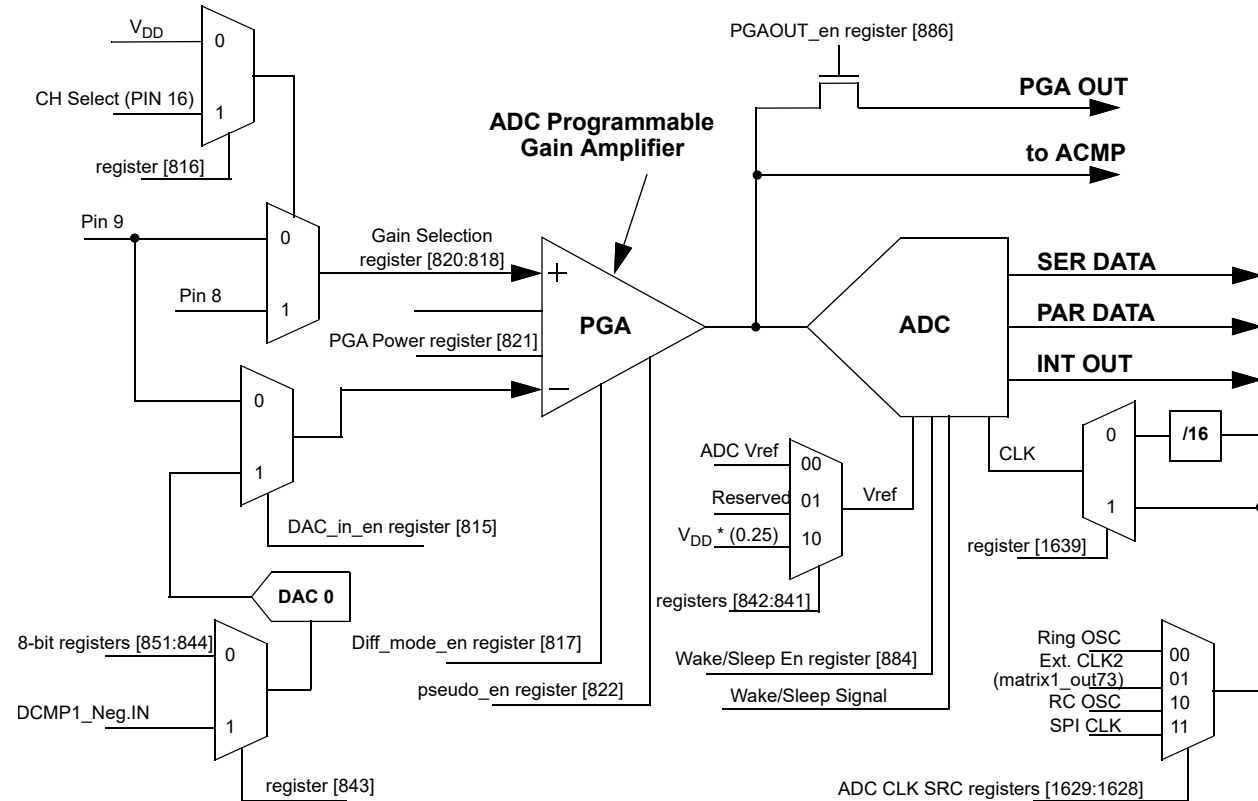 V_DD
0
CH Select (PIN 16)
1
register [816]
PGAOUT_en register [886]
PGA OUT
to ACMP
ADC Programmable
Gain Amplifier
Pin 9
0
Pin 8
1
Gain Selection
register [820:818]
+
PGA
PGA Power register [821]
–
ADC
SER DATA
PAR DATA
INT OUT
0
1
DAC_in_en register [815]
ADC Vref
00
Reserved
01
V_DD * (0.25)
10
Vref
registers [842:841]
CLK
0
/16
1
register [1639]
DAC 0
8-bit registers [851:844]
0
DCMP1_Neg.IN
1
register [843]
Diff_mode_en register [817]
pseudo_en register [822]
Wake/Sleep En register [884]
Wake/Sleep Signal
Ring OSC
00
Ext. CLK2
(matrix1_out73)
01
RC OSC
10
SPI CLK
11
ADC CLK SRC registers [1629:1628]